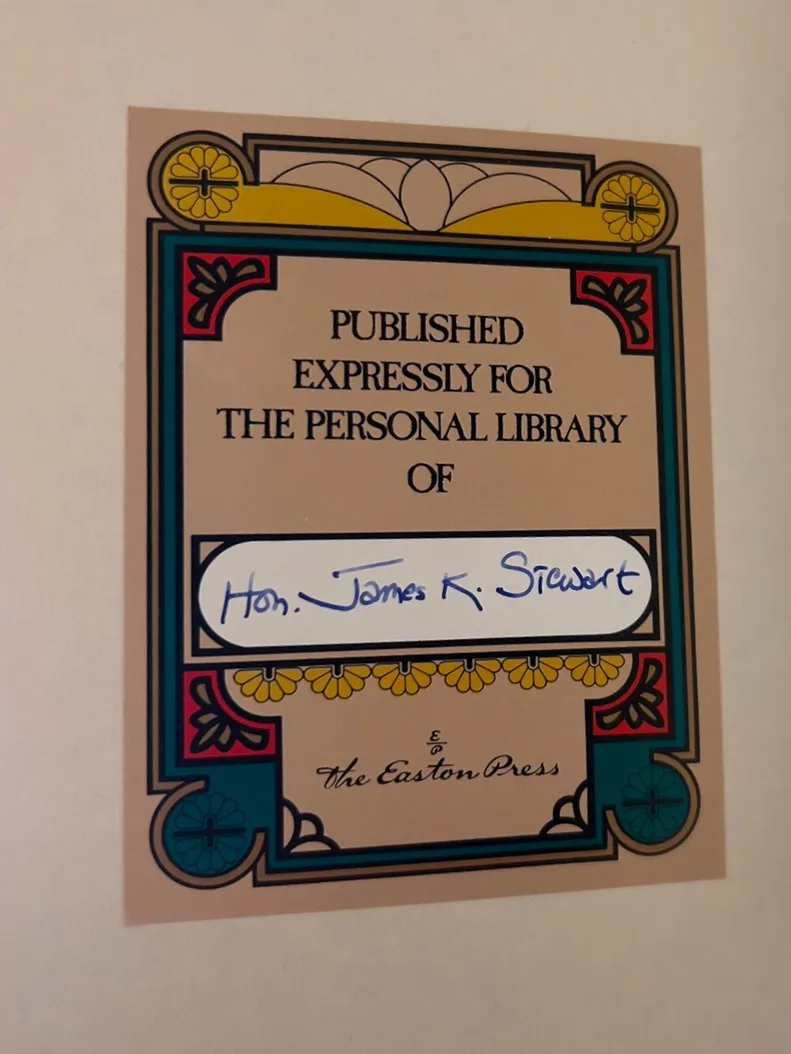 PUBLISHED
EXPRESSLY FOR
THE PERSONAL LIBRARY
OF
Hon. James K. Stewart
E
P
The Easton Press